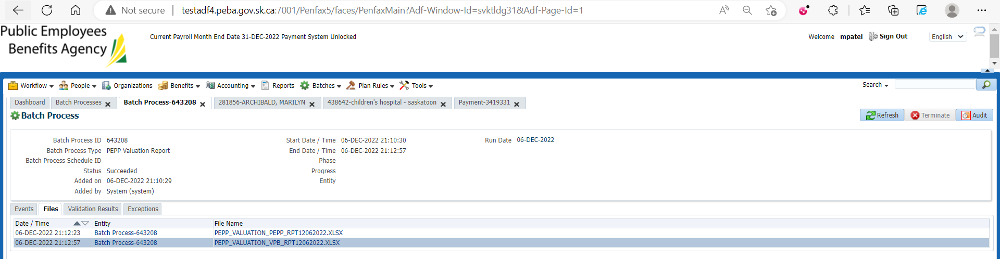 Not secure | testadf4.peba.gov.sk.ca:7001/Penfax5/faces/PenfaxMain?Adf-Window-Id=svktldg31&Adf-Page-Id=1
Public Employees
Benefits Agency
Current Payroll Month End Date 31-DEC-2022 Payment System Unlocked
Welcome mpatel Sign Out English
Workflow People Organizations Benefits Accounting Reports Batches Plan Rules Tools Search
Dashboard Batch Processes Batch Process-643208 281856-ARCHIBALD, MARILYN 438642-children's hospital - saskatoon Payment-3419331
Batch Process Refresh Terminate Audit
Batch Process ID 643208 Start Date / Time 06-DEC-2022 21:10:30 Run Date 06-DEC-2022
Batch Process Type PEPP Valuation Report End Date / Time 06-DEC-2022 21:12:57
Batch Process Schedule ID Phase
Status Succeeded Progress
Added on 06-DEC-2022 21:10:29 Entity
Added by System (system)
Events Files Validation Results Exceptions
Date / Time Entity File Name
06-DEC-2022 21:12:23 Batch Process-643208 PEPP_VALUATION_PEPP_RPT12062022.XLSX
06-DEC-2022 21:12:57 Batch Process-643208 PEPP_VALUATION_VPB_RPT12062022.XLSX